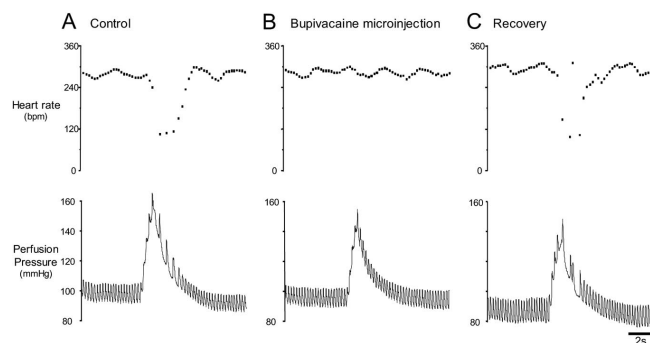 A Control
B Bupivacaine microinjection
C Recovery
360
240
120
0
Heart rate
(bpm)
360
0
360
0
160
140
120
100
80
Perfusion
Pressure
(mmHg)
160
80
160
80
2s